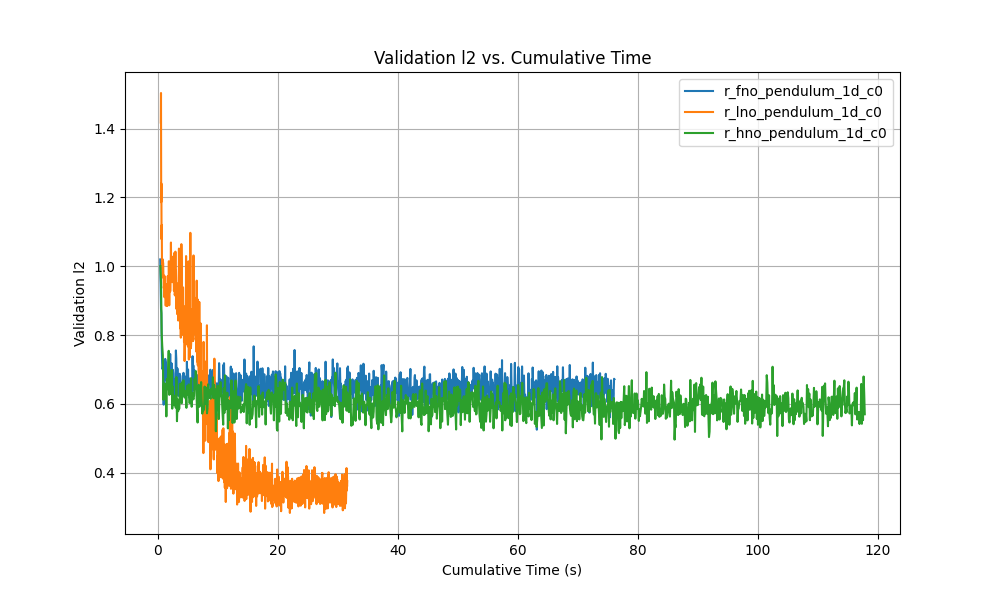 Validation l2 vs. Cumulative Time
r_fno_pendulum_1d_c0
r_lno_pendulum_1d_c0
r_hno_pendulum_1d_c0
Validation l2
1.4
1.2
1.0
0.8
0.6
0.4
0 20 40 60 80 100 120
Cumulative Time (s)